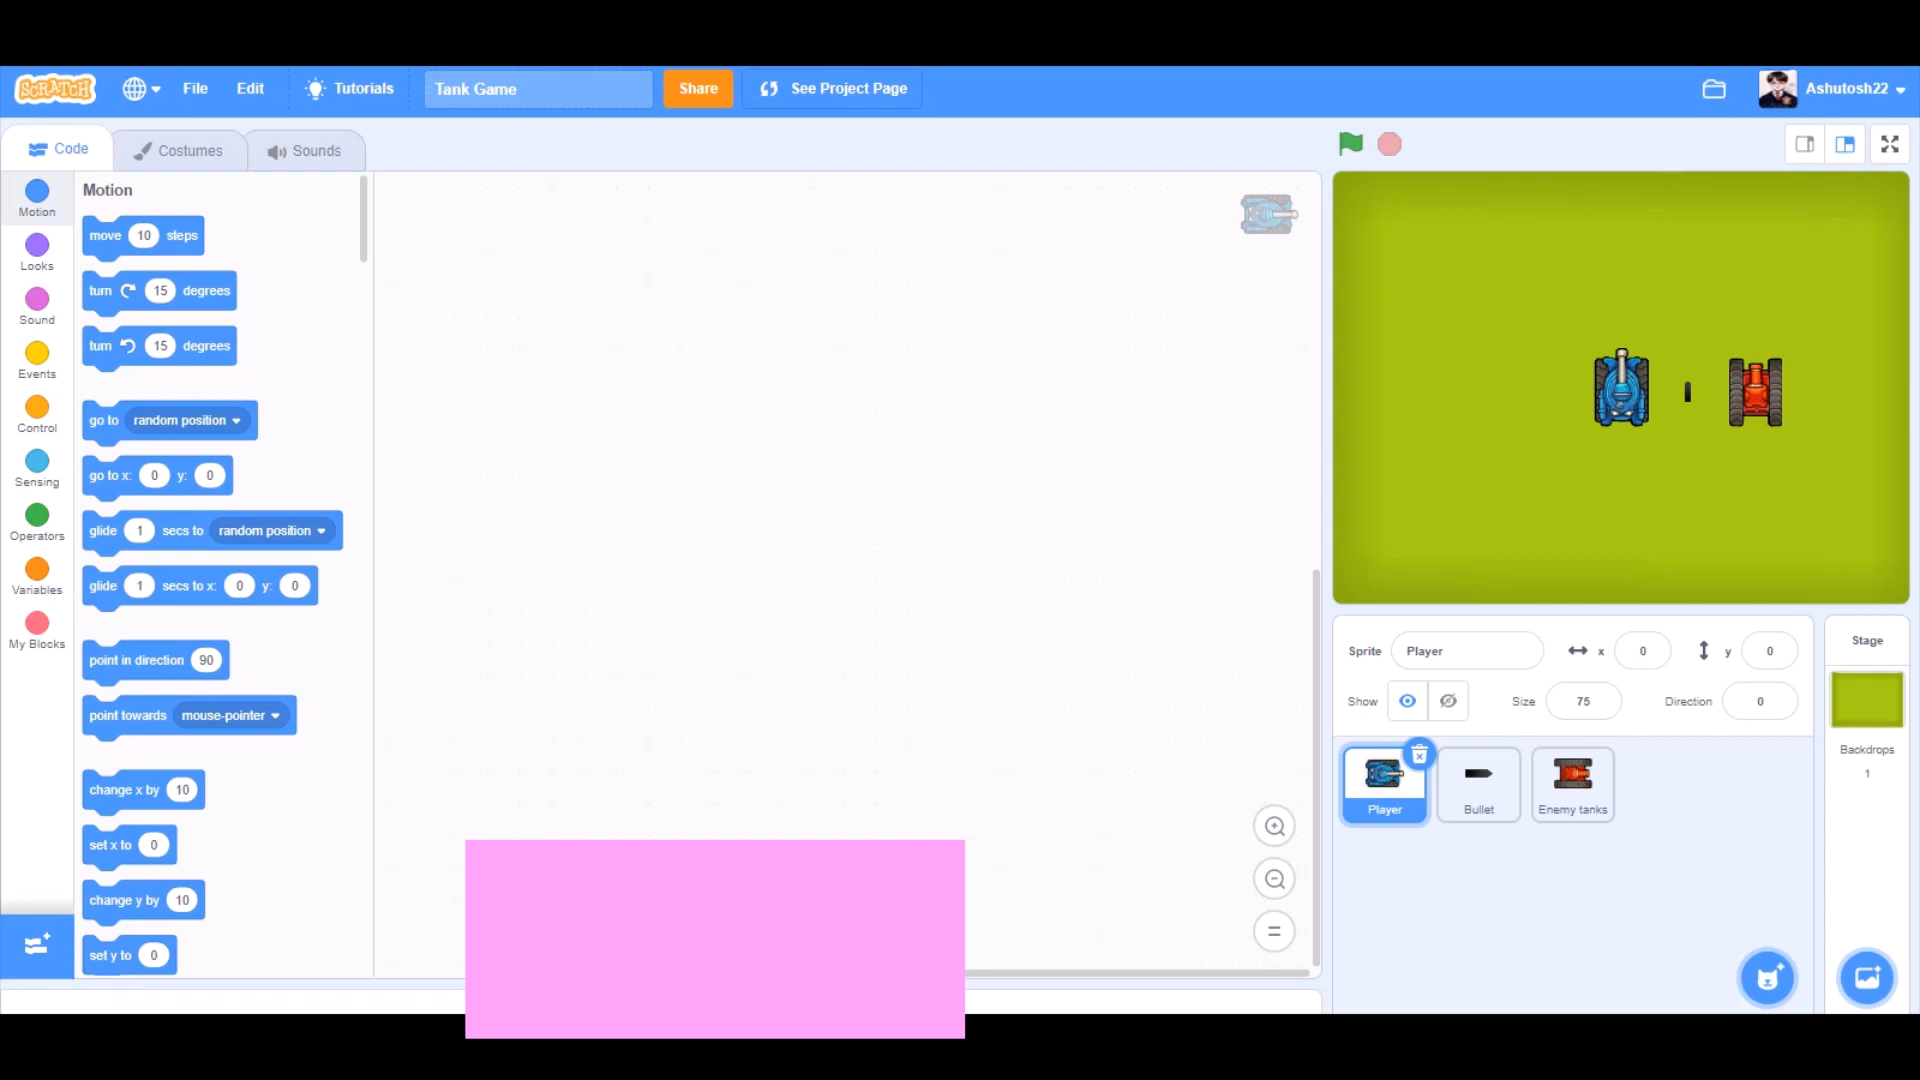 SCRATCH File Edit Tutorials Tank Game Share See Project Page Ashutosh22
Code Costumes Sounds
Motion
Looks
Sound
Events
Control
Sensing
Operators
Variables
My Blocks
Motion
move 10 steps
turn 15 degrees
turn 15 degrees
go to random position
go to x: 0 y: 0
glide 1 secs to random position
glide 1 secs to x: 0 y: 0
point in direction 90
point towards mouse-pointer
change x by 10
set x to 0
change y by 10
set y to 0
Sprite Player x 0 y 0
Show Size 75 Direction 0
Player Bullet Enemy tanks
Stage
Backdrops
1